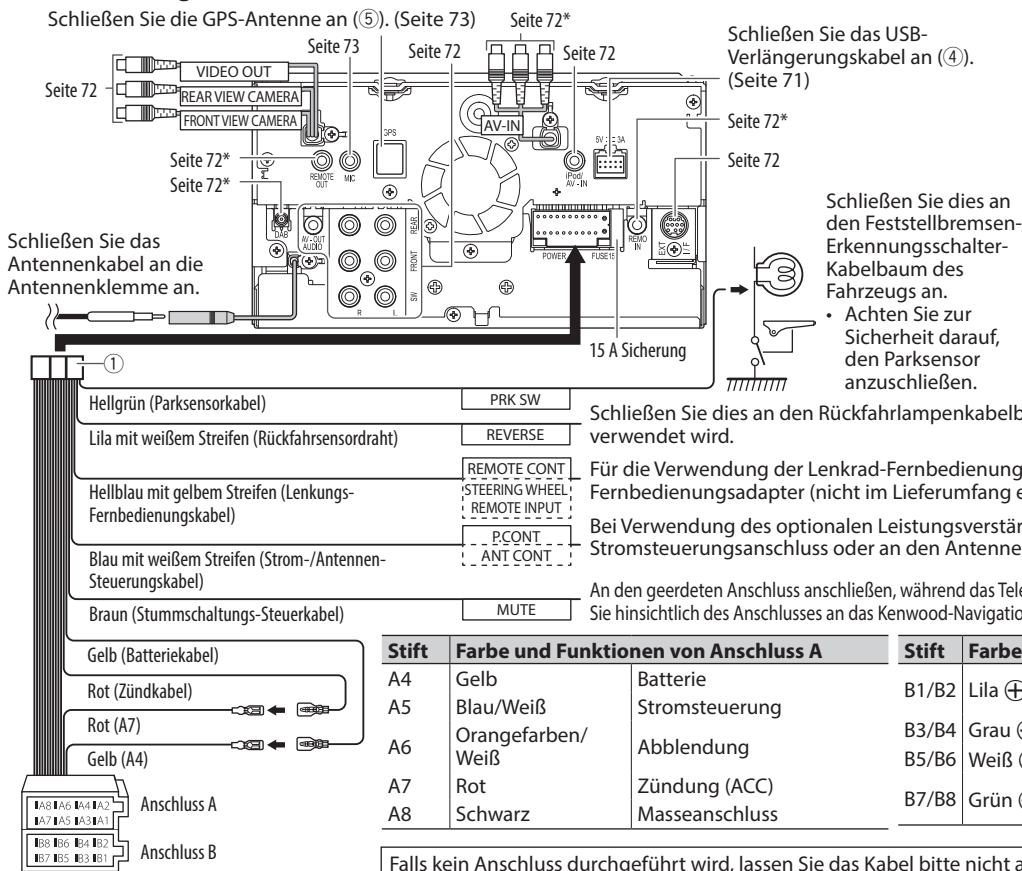 Schließen Sie die GPS-Antenne an (⑤). (Seite 73)
Seite 72*
Seite 73
Seite 72
Seite 72
Schließen Sie das USB-
Verlängerungskabel an (④).
(Seite 71)
Seite 72
VIDEO OUT
REAR VIEW CAMERA
FRONT VIEW CAMERA
GPS
AV-IN
5V ⎓ 3A
Seite 72*
Seite 72*
REMOTE
OUT
MIC
iPod/
AV-IN
Seite 72
Seite 72*
DAB
AV-OUT
AUDIO
REAR
FRONT
SW
R
L
POWER
FUSE15
REMO
IN
EXT
I/F
Schließen Sie das
Antennenkabel an die
Antennenklemme an.
Schließen Sie dies an
den Feststellbremsen-
Erkennungsschalter-
Kabelbaum des
Fahrzeugs an.
• Achten Sie zur
Sicherheit darauf,
den Parksensor
anzuschließen.
15 A Sicherung
①
Hellgrün (Parksensorkabel)
PRK SW
Lila mit weißem Streifen (Rückfahrsensordraht)
REVERSE
Schließen Sie dies an den Rückfahrlampenkabelb
verwendet wird.
Hellblau mit gelbem Streifen (Lenkungs-
Fernbedienungskabel)
REMOTE CONT
STEERING WHEEL
REMOTE INPUT
Für die Verwendung der Lenkrad-Fernbedienung
Fernbedienungsadapter (nicht im Lieferumfang e
Blau mit weißem Streifen (Strom-/Antennen-
Steuerungskabel)
P.CONT
ANT CONT
Bei Verwendung des optionalen Leistungsverstär
Stromsteuerungsanschluss oder an den Antenne
Braun (Stummschaltungs-Steuerkabel)
MUTE
An den geerdeten Anschluss anschließen, während das Tele
Sie hinsichtlich des Anschlusses an das Kenwood-Navigatio
Gelb (Batteriekabel)
Rot (Zündkabel)
Rot (A7)
Gelb (A4)
A8 A6 A4 A2
A7 A5 A3 A1
Anschluss A
B8 B6 B4 B2
B7 B5 B3 B1
Anschluss B
Stift Farbe und Funktionen von Anschluss A
A4 Gelb Batterie
A5 Blau/Weiß Stromsteuerung
A6 Orangefarben/
Weiß Abblendung
A7 Rot Zündung (ACC)
A8 Schwarz Masseanschluss
Stift Farbe
B1/B2 Lila ⊕
B3/B4 Grau
B5/B6 Weiß
B7/B8 Grün
Falls kein Anschluss durchgeführt wird, lassen Sie das Kabel bitte nicht a